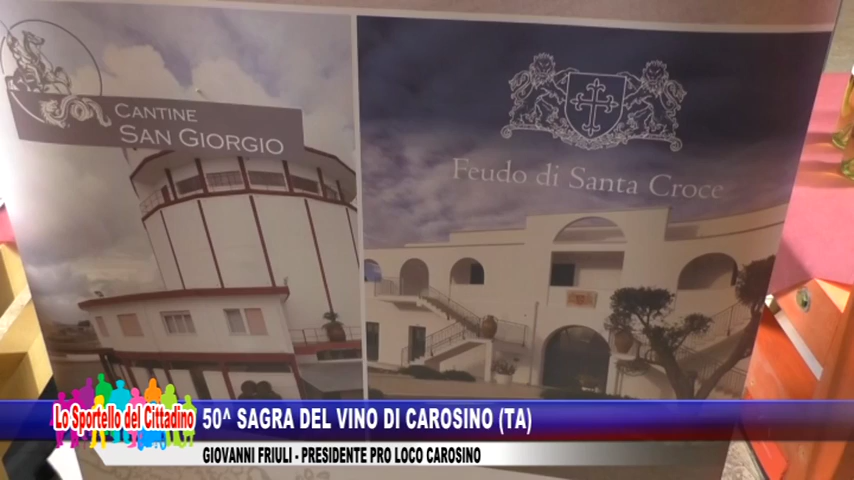 CANTINE
SAN GIORGIO
Feudo di Santa Croce
Lo Sportello del Cittadino
50^ SAGRA DEL VINO DI CAROSINO (TA)
GIOVANNI FRIULI - PRESIDENTE PRO LOCO CAROSINO